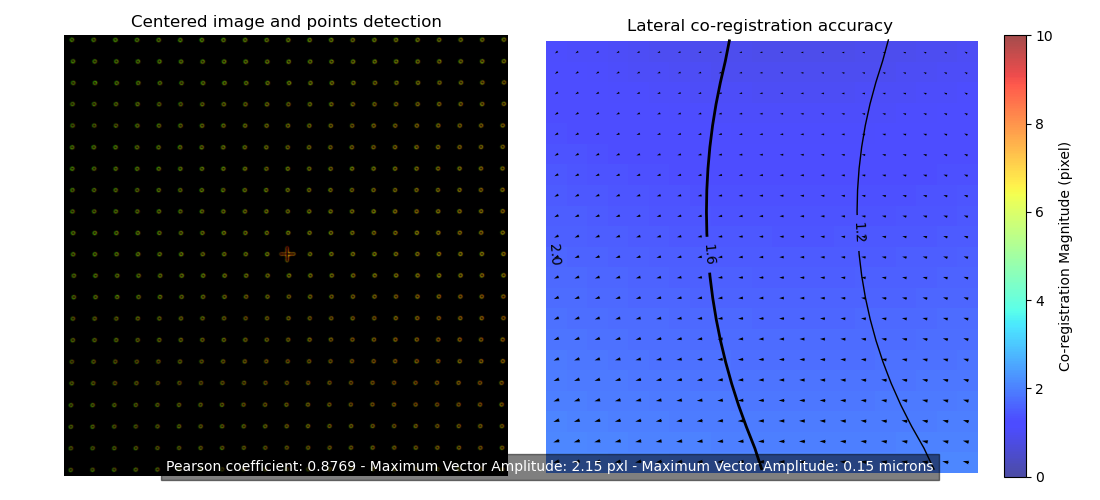 Centered image and points detection
Lateral co-registration accuracy
10
8
6
4
2
0
Co-registration Magnitude (pixel)
2.0
1.6
1.2
Pearson coefficient: 0.8769 - Maximum Vector Amplitude: 2.15 pxl - Maximum Vector Amplitude: 0.15 microns